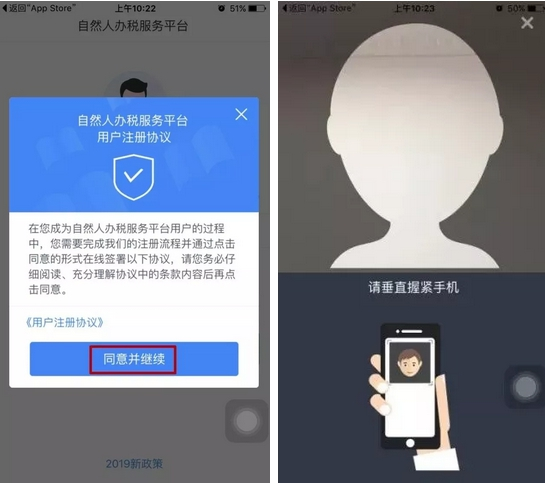 返回"App Store"
上午10:22
51%
自然人办税服务平台
自然人办税服务平台
用户注册协议
在您成为自然人办税服务平台用户的过程
中，您需要完成我们的注册流程并通过点击
同意的形式在线签署以下协议，请您务必仔
细阅读、充分理解协议中的条款内容后再点
击同意。
《用户注册协议》
同意并继续
2019新政策
返回"App Store"
上午10:23
50%
请垂直握紧手机